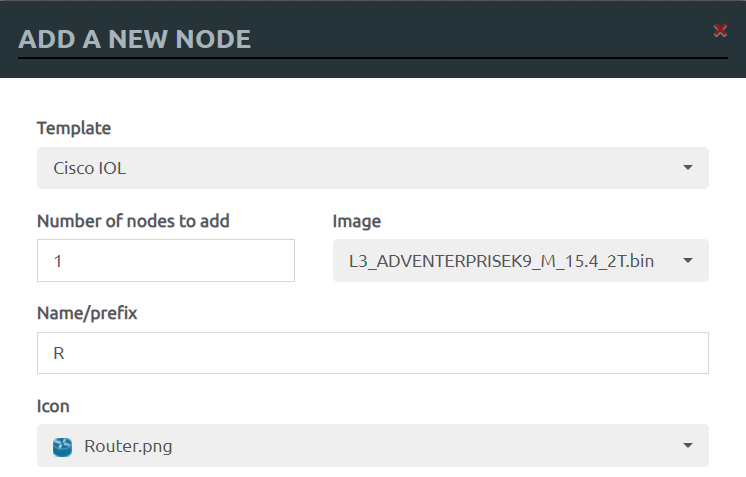 ADD A NEW NODE
Template
Cisco IOL
Number of nodes to add
Image
1
L3_ADVENTERPRISEK9_M_15.4_2T.bin
Name/prefix
R
Icon
Router.png